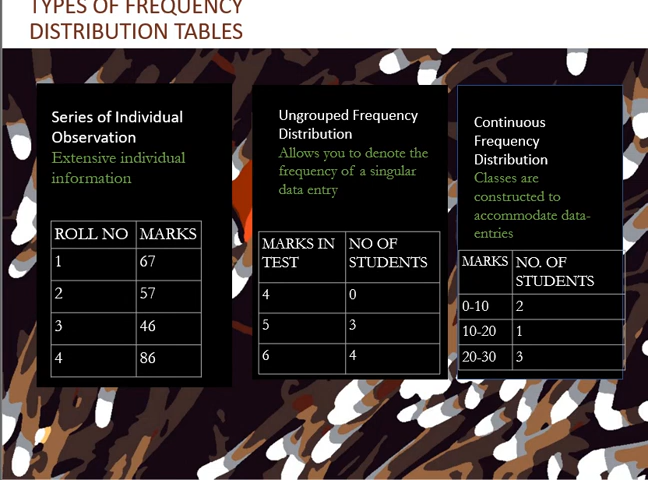 TYPES OF FREQUENCY
DISTRIBUTION TABLES
Series of Individual
Observation
Extensive individual
information
ROLL NO MARKS
1 67
2 57
3 46
4 86
Ungrouped Frequency
Distribution
Allows you to denote the
frequency of a singular
data entry
MARKS IN
TEST
NO OF
STUDENTS
4 0
5 3
6 4
Continuous
Frequency
Distribution
Classes are
constructed to
accommodate data-
entries
MARKS NO. OF
STUDENTS
0-10 2
10-20 1
20-30 3